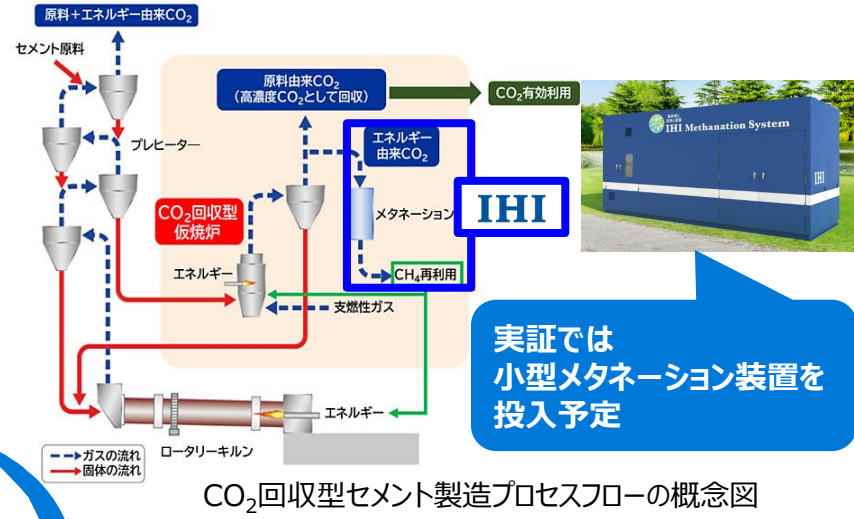 原料+エネルギー由来CO₂
セメント原料
プレヒーター
原料由来CO₂
(高濃度CO₂として回収)
CO₂有効利用
エネルギー
由来CO₂
メタネーション
CH₄再利用
IHI
CO₂回収型
仮焼炉
エネルギー
支燃性ガス
エネルギー
ロータリーキルン
ガスの流れ
固体の流れ
IHI Methanation System
IHI
実証では
小型メタネーション装置を
投入予定
CO₂回収型セメント製造プロセスフローの概念図